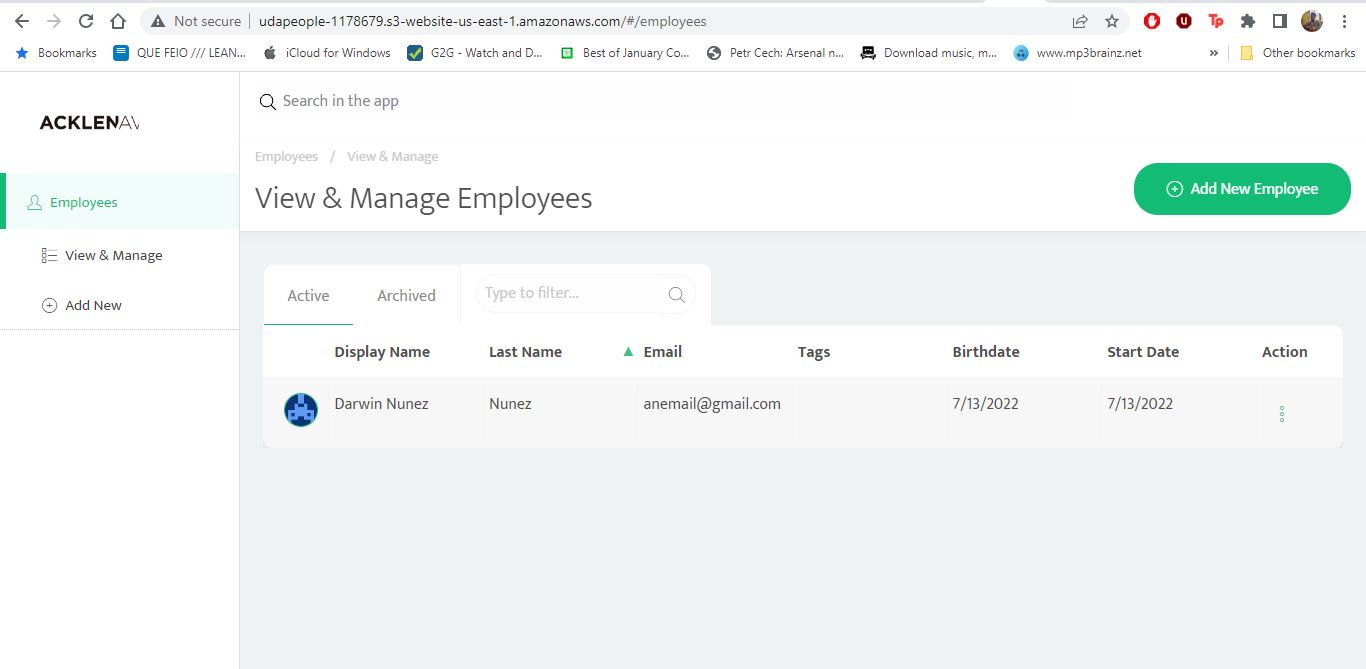 Not secure
udapeople-1178679.s3-website-us-east-1.amazonaws.com/#/employees
Bookmarks QUE FEIO /// LEAN... iCloud for Windows G2G - Watch and D... Best of January Co... Petr Cech: Arsenal n... Download music, m... www.mp3brainz.net » Other bookmarks
ACKLENAV
Search in the app
Employees / View & Manage
View & Manage Employees
Add New Employee
Employees
View & Manage
Add New
Active Archived Type to filter...
Display Name Last Name Email Tags Birthdate Start Date Action
Darwin Nunez Nunez anemail@gmail.com 7/13/2022 7/13/2022